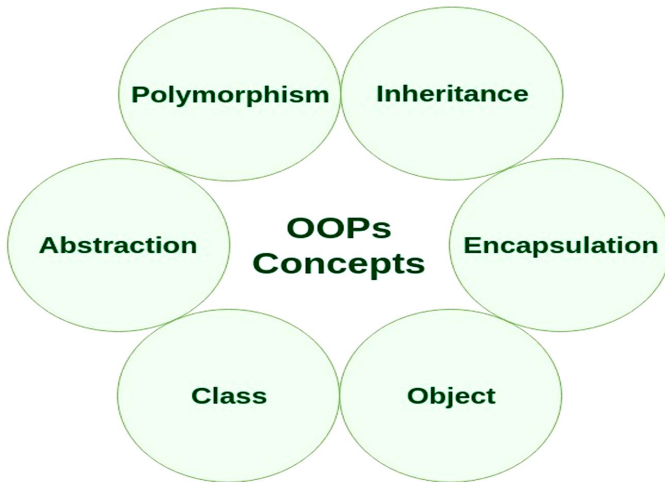 Polymorphism
Inheritance
Abstraction
OOPs
Concepts
Encapsulation
Class
Object